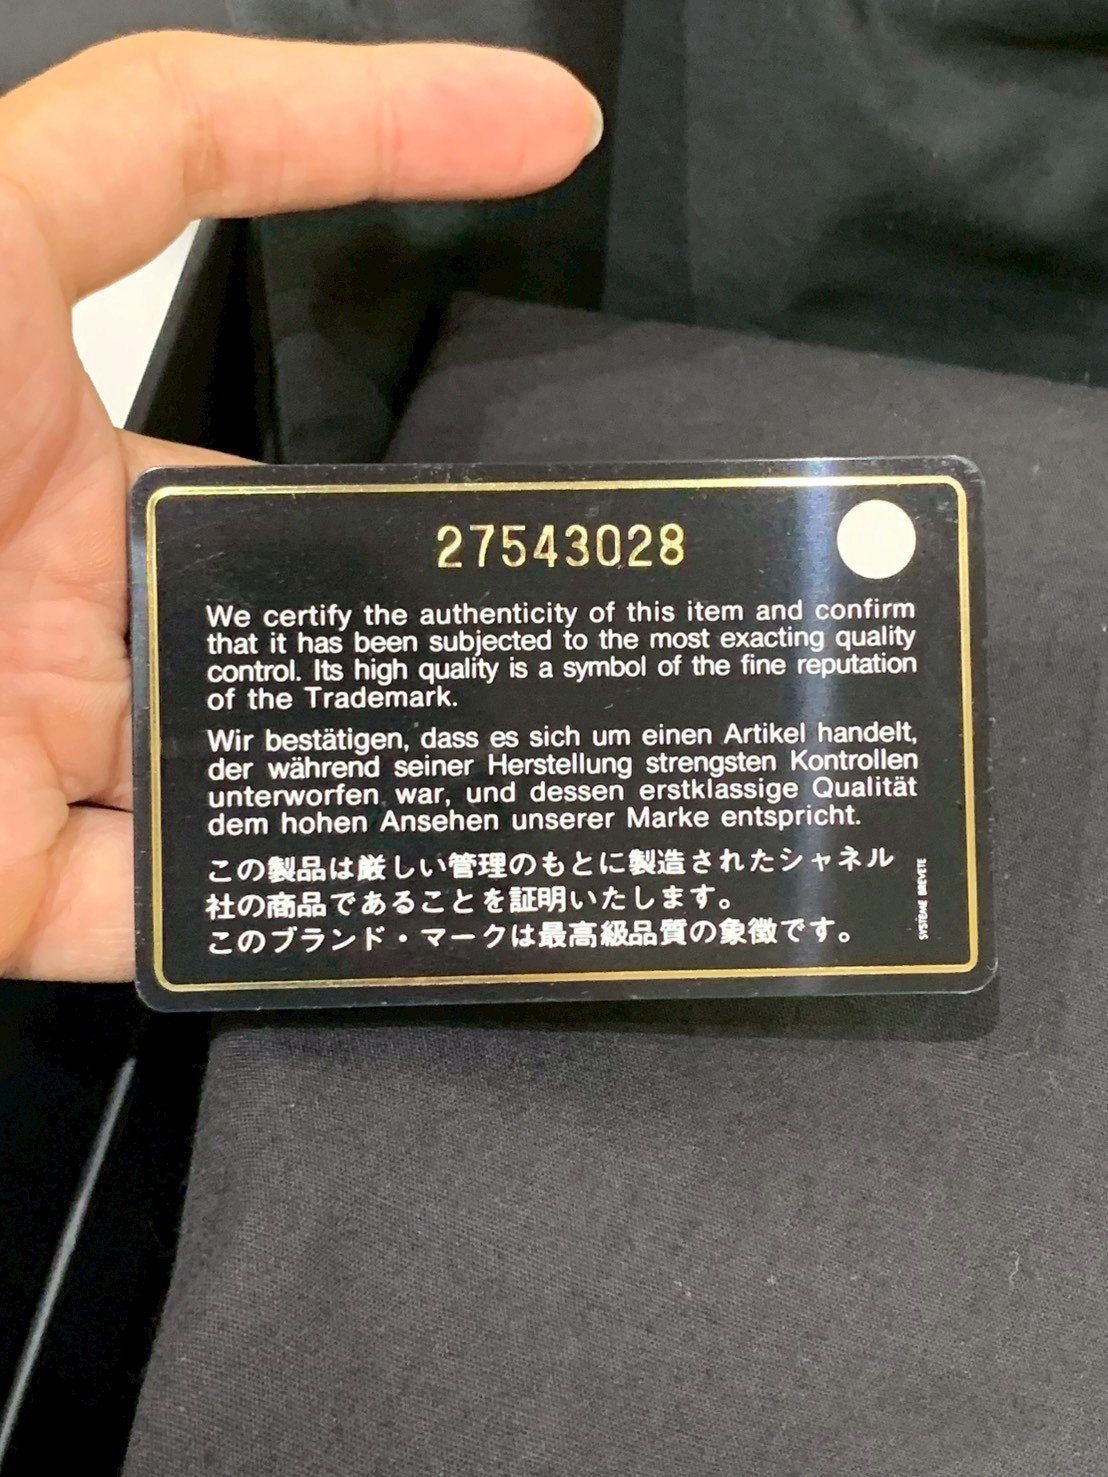 27543028
We certify the authenticity of this item and confirm
that it has been subjected to the most exacting quality
control. Its high quality is a symbol of the fine reputation
of the Trademark.
Wir bestätigen, dass es sich um einen Artikel handelt,
der während seiner Herstellung strengsten Kontrollen
unterworfen war, und dessen erstklassige Qualität
dem hohen Ansehen unserer Marke entspricht.
この製品は厳しい管理のもとに製造されたシャネル
社の商品であることを証明いたします。
このブランド・マークは最高級品質の象徴です。
SYSTEME BREVETE